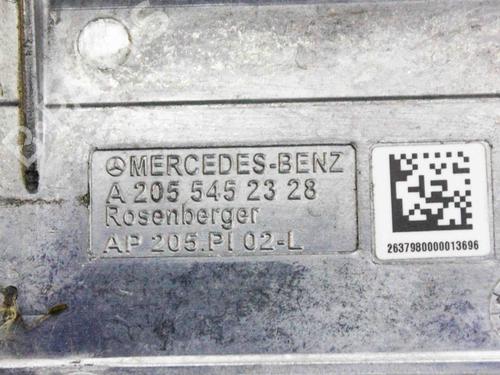 MERCEDES-BENZ
A 205 545 23 28
Rosenberger
AP 205.PI 02-L
2637980000013696